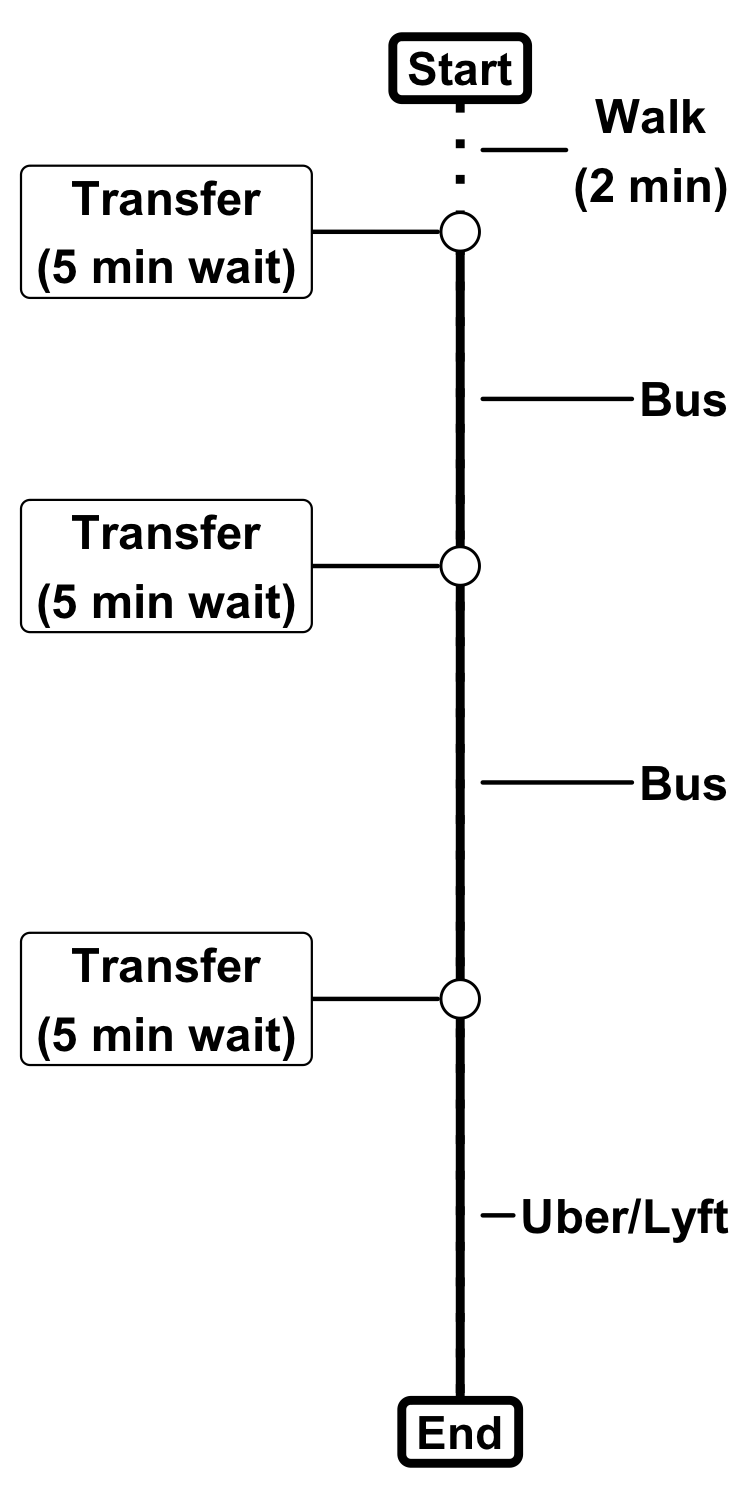 Start
Walk
(2 min)
Transfer
(5 min wait)
Bus
Transfer
(5 min wait)
Bus
Transfer
(5 min wait)
Uber/Lyft
End